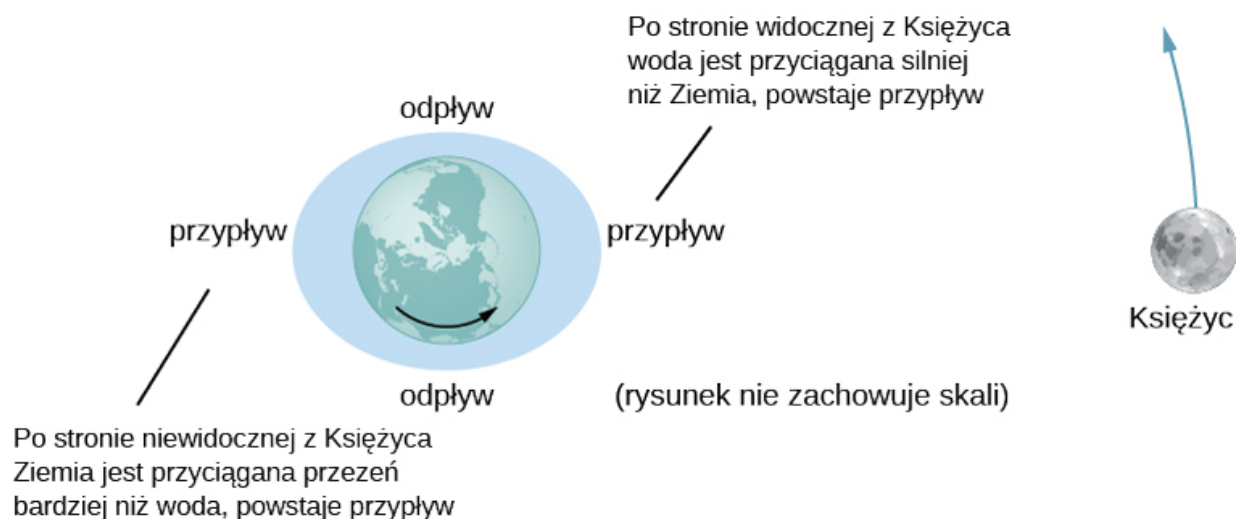 Po stronie widocznej z Księżyca
woda jest przyciągana silniej
niż Ziemia, powstaje przypływ
odpływ
przypływ
przypływ
Księżyc
odpływ
(rysunek nie zachowuje skali)
Po stronie niewidocznej z Księżyca
Ziemia jest przyciągana przezeń
bardziej niż woda, powstaje przypływ